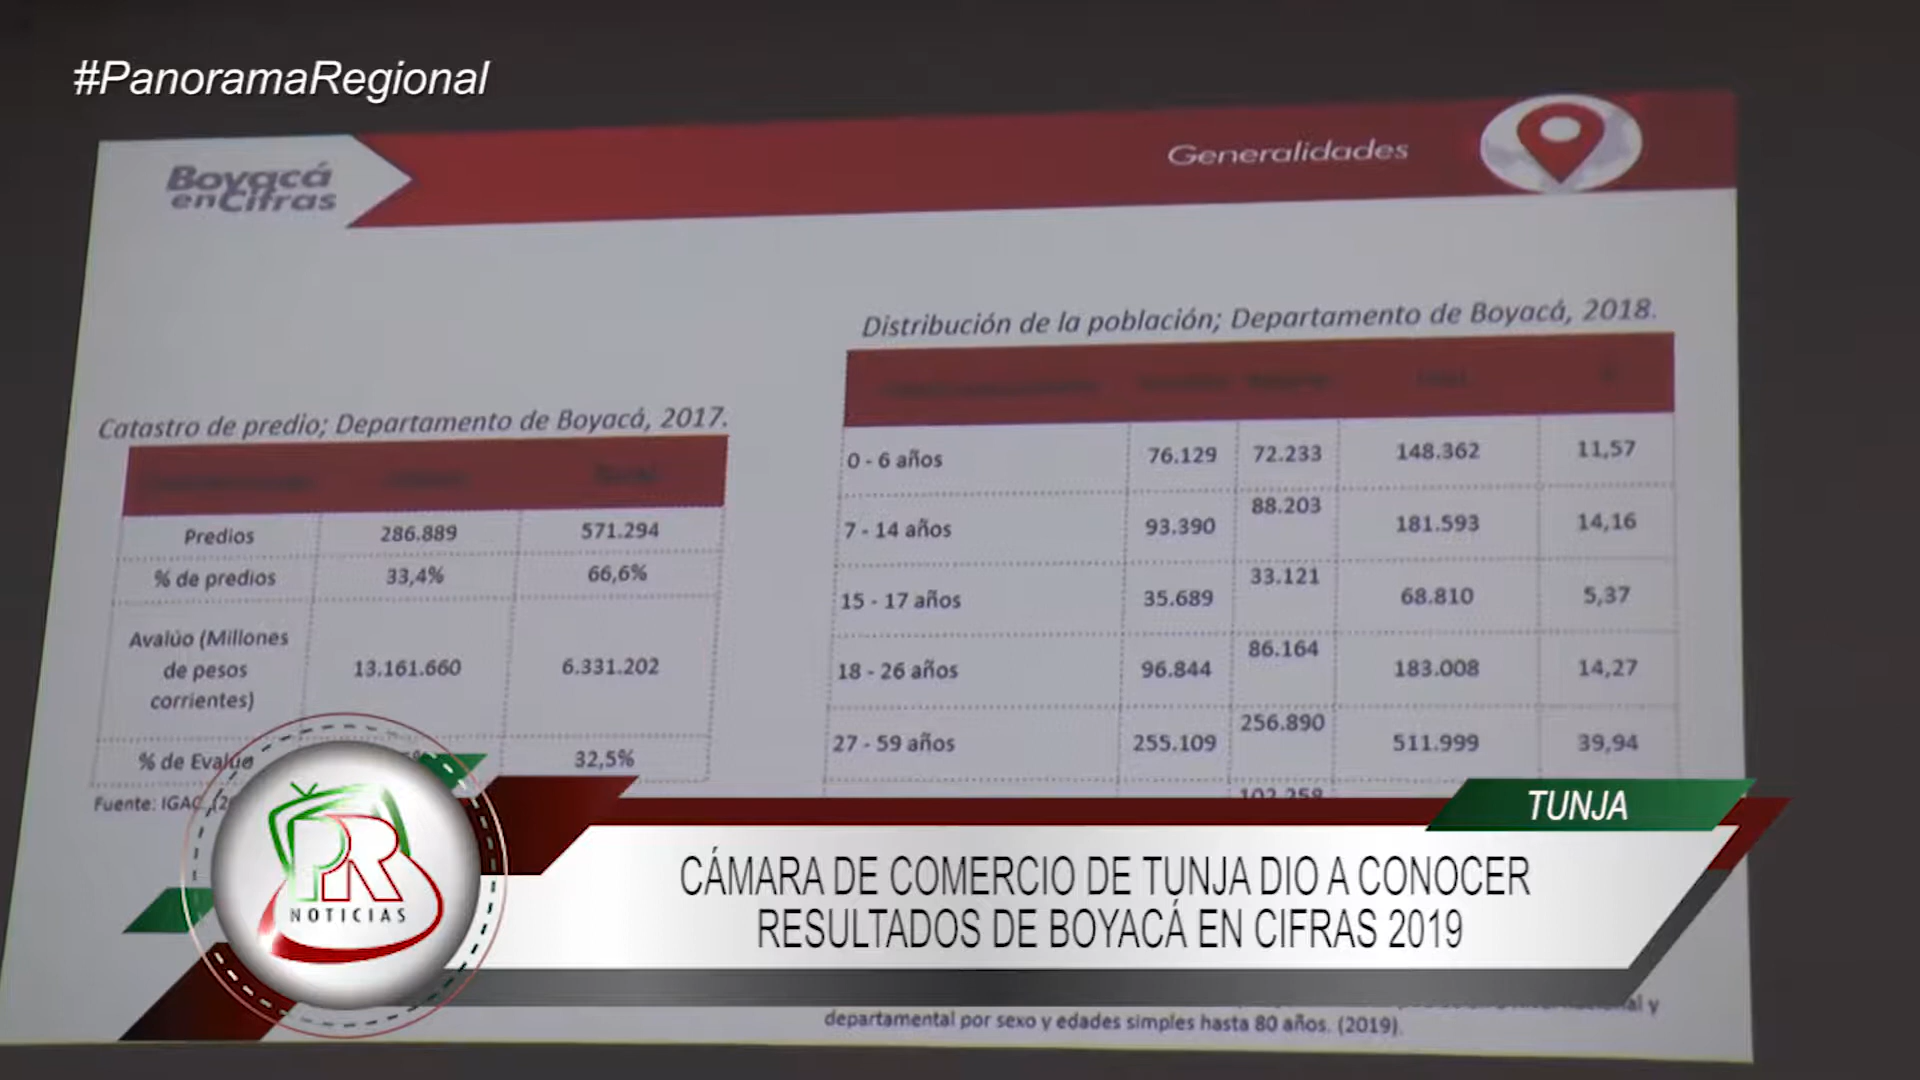 #PanoramaRegional
Boyacá
en Cifras
Generalidades
Catastro de predio; Departamento de Boyacá, 2017.
Predios 286.889 571.294
% de predios 33,4% 66,6%
Avalúo (Millones
de pesos
corrientes) 13.161.660 6.331.202
% de Evalúo 32,5%
Fuente: IGAC
Distribución de la población; Departamento de Boyacá, 2018.
0 - 6 años 76.129 72.233 148.362 11,57
7 - 14 años 93.390 88.203 181.593 14,16
15 - 17 años 35.689 33.121 68.810 5,37
18 - 26 años 96.844 86.164 183.008 14,27
27 - 59 años 255.109 256.890 511.999 39,94
102.258
TUNJA
PR
NOTICIAS
CÁMARA DE COMERCIO DE TUNJA DIO A CONOCER
RESULTADOS DE BOYACÁ EN CIFRAS 2019
departamental por sexo y edades simples hasta 80 años. (2019).